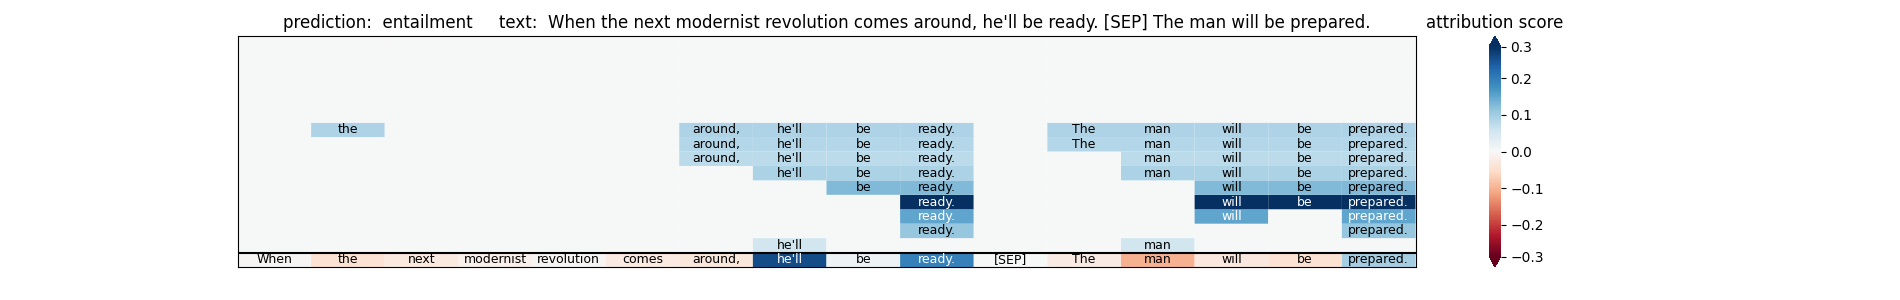 prediction: entailment text: When the next modernist revolution comes around, he'll be ready. [SEP] The man will be prepared. attribution score
0.3
0.2
0.1
0.0
−0.1
−0.2
−0.3
the around, he'll be ready. The man will be prepared.
around, he'll be ready. The man will be prepared.
around, he'll be ready. man will be prepared.
he'll be ready. man will be prepared.
be ready. will be prepared.
ready. will be prepared.
ready. will prepared.
ready. prepared.
he'll man
When the next modernist revolution comes around, he'll be ready. [SEP] The man will be prepared.